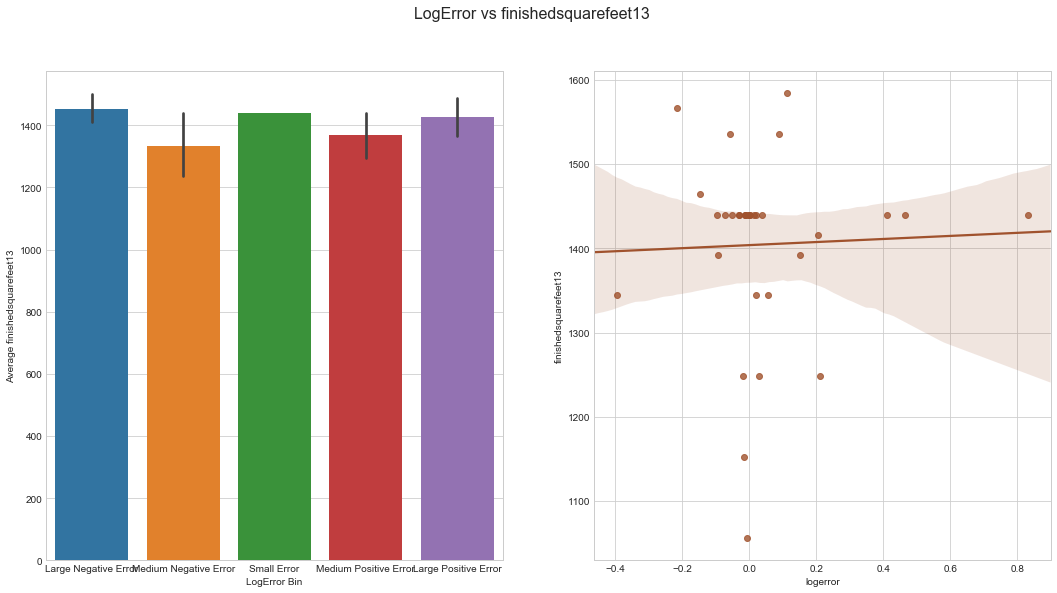 LogError vs finishedsquarefeet13
Average finishedsquarefeet13
1400
1200
1000
800
600
400
200
0
Large Negative Error
Medium Negative Error
Small Error
Medium Positive Error
Large Positive Error
LogError Bin
finishedsquarefeet13
1600
1500
1400
1300
1200
1100
−0.4
−0.2
0.0
0.2
0.4
0.6
0.8
logerror